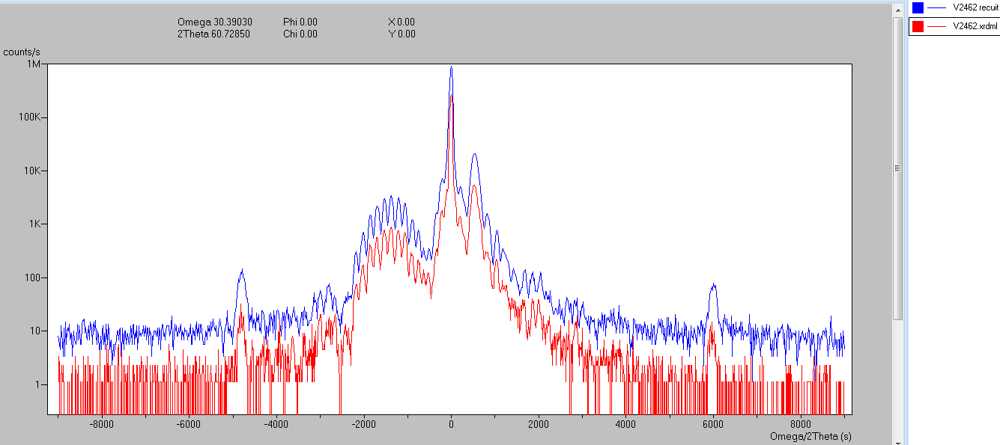 Omega 30.39030 Phi 0.00 X 0.00
2Theta 60.72850 Chi 0.00 Y 0.00
V2462 recuit
V2462.xrdml
counts/s
1M
100K
10K
1K
100
10
1
-8000 -6000 -4000 -2000 0 2000 4000 6000 8000
Omega/2Theta (s)